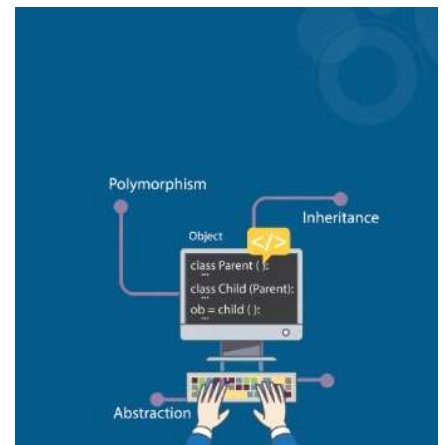 Polymorphism
Inheritance
Object
</>
class Parent ( ):
...
class Child (Parent):
...
ob = child ( ):
...
Abstraction